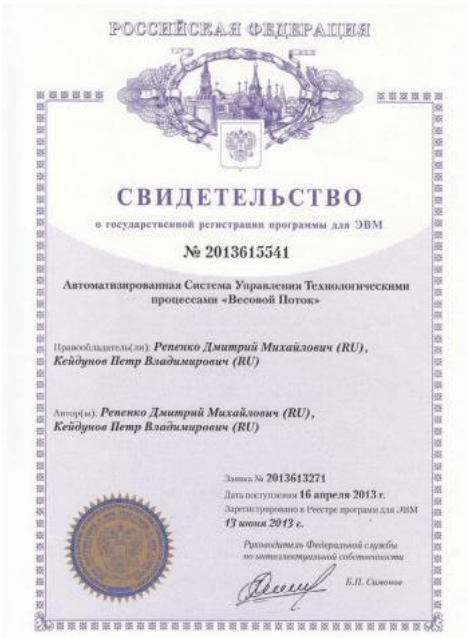 РОССИЙСКАЯ ФЕДЕРАЦИЯ
СВИДЕТЕЛЬСТВО
о государственной регистрации программы для ЭВМ
№ 2013615541
Автоматизированная Система Управления Технологическими
процессами «Весовой Поток»
Правообладатель(ли): Репенко Дмитрий Михайлович (RU),
Кейдунов Петр Владимирович (RU)
Автор(ы): Репенко Дмитрий Михайлович (RU),
Кейдунов Петр Владимирович (RU)
Заявка № 2013613271
Дата поступления 16 апреля 2013 г.
Зарегистрировано в Реестре программ для ЭВМ
13 июня 2013 г.
Руководитель Федеральной службы
по интеллектуальной собственности
Б.П. Симонов